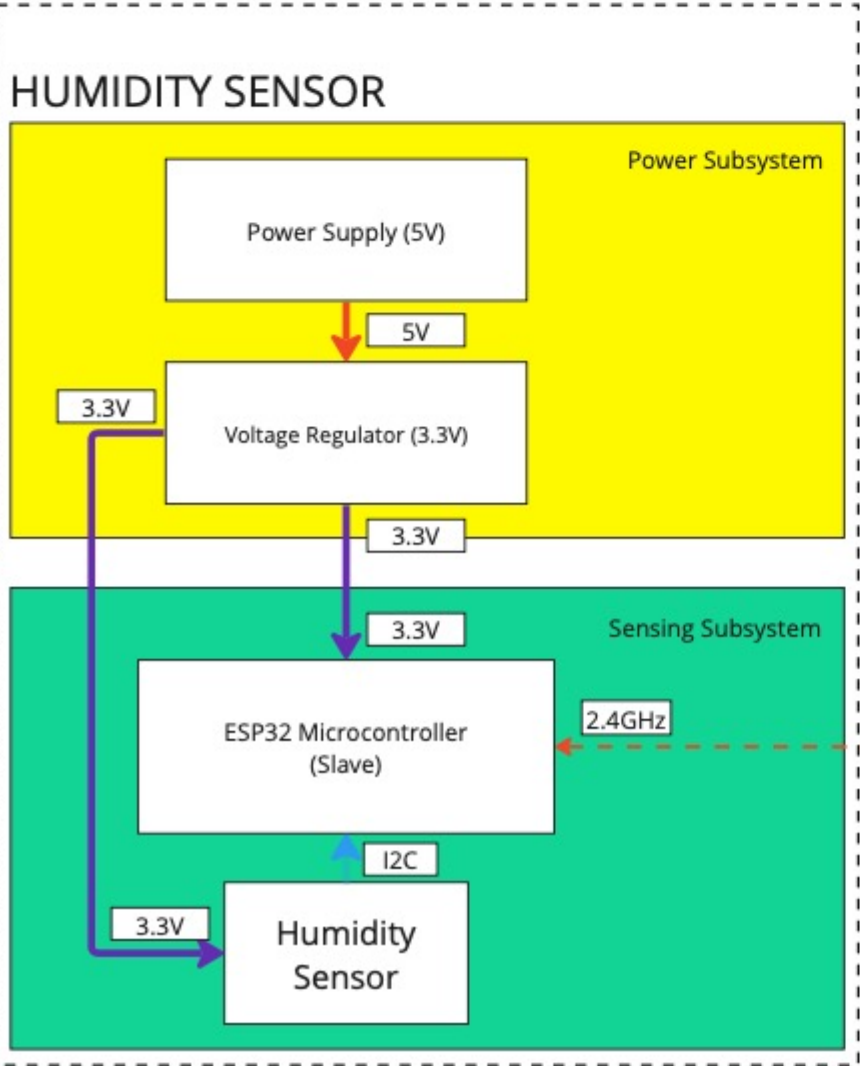 HUMIDITY SENSOR
Power Subsystem
Power Supply (5V)
5V
3.3V
Voltage Regulator (3.3V)
3.3V
Sensing Subsystem
3.3V
ESP32 Microcontroller
(Slave)
2.4GHz
I2C
3.3V
Humidity
Sensor